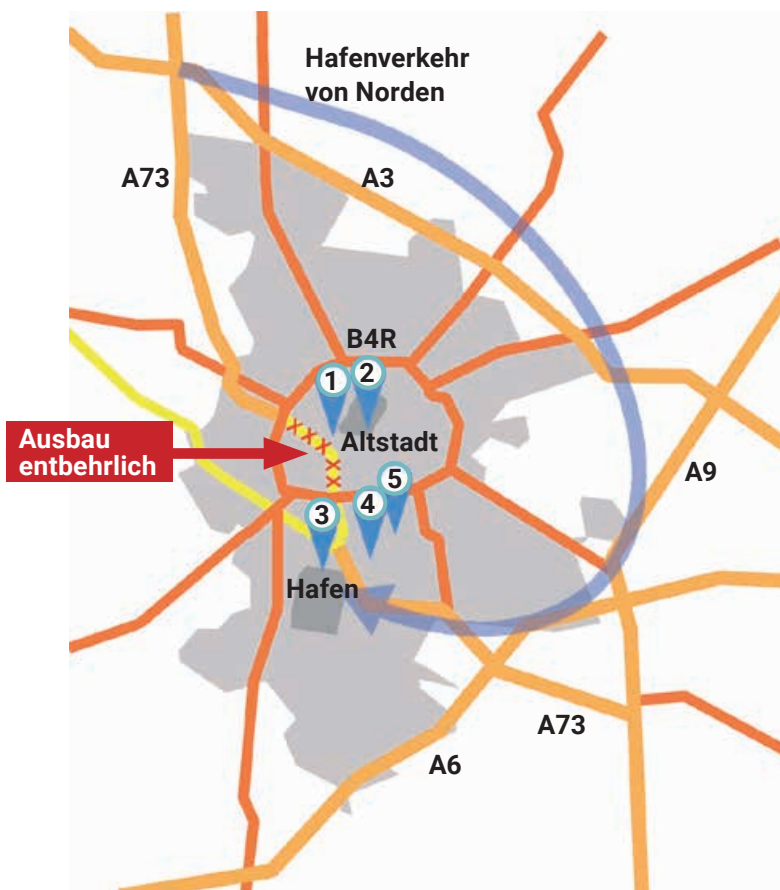 Hafenverkehr
von Norden
A73
A3
B4R
1
2
Ausbau
entbehrlich
Altstadt
5
A9
4
3
Hafen
A73
A6